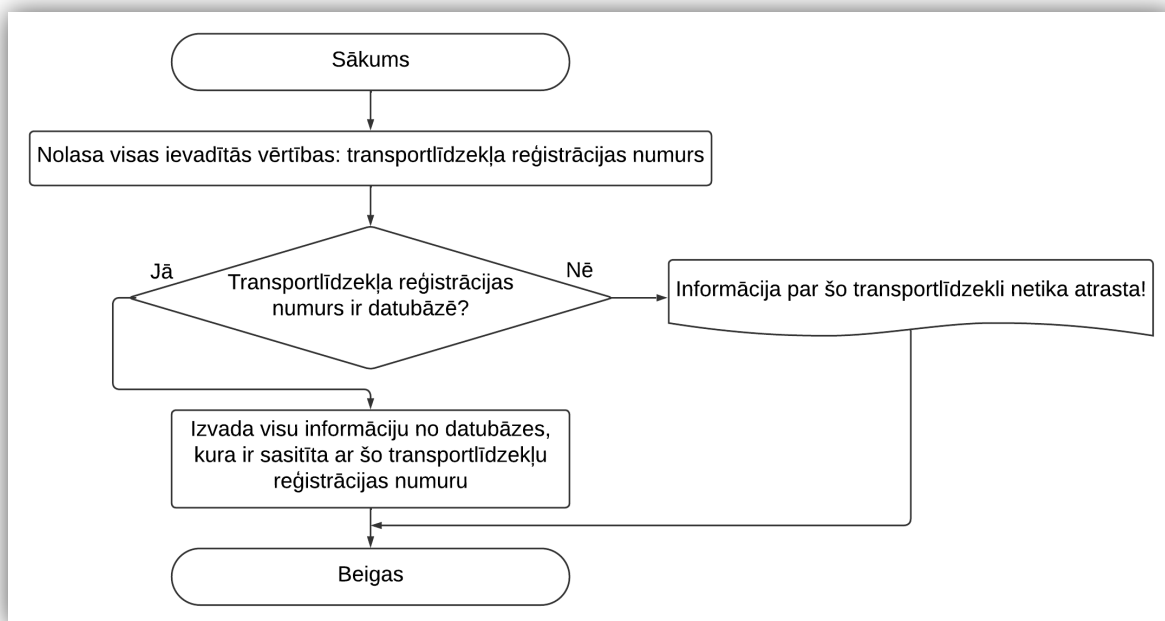 Sākums
Nolasa visas ievadītās vērtības: transportlīdzekļa reģistrācijas numurs
Jā
Transportlīdzekļa reģistrācijas
numurs ir datubāzē?
Nē
Informācija par šo transportlīdzekli netika atrasta!
Izvada visu informāciju no datubāzes,
kura ir sasitīta ar šo transportlīdzekļu
reģistrācijas numuru
Beigas